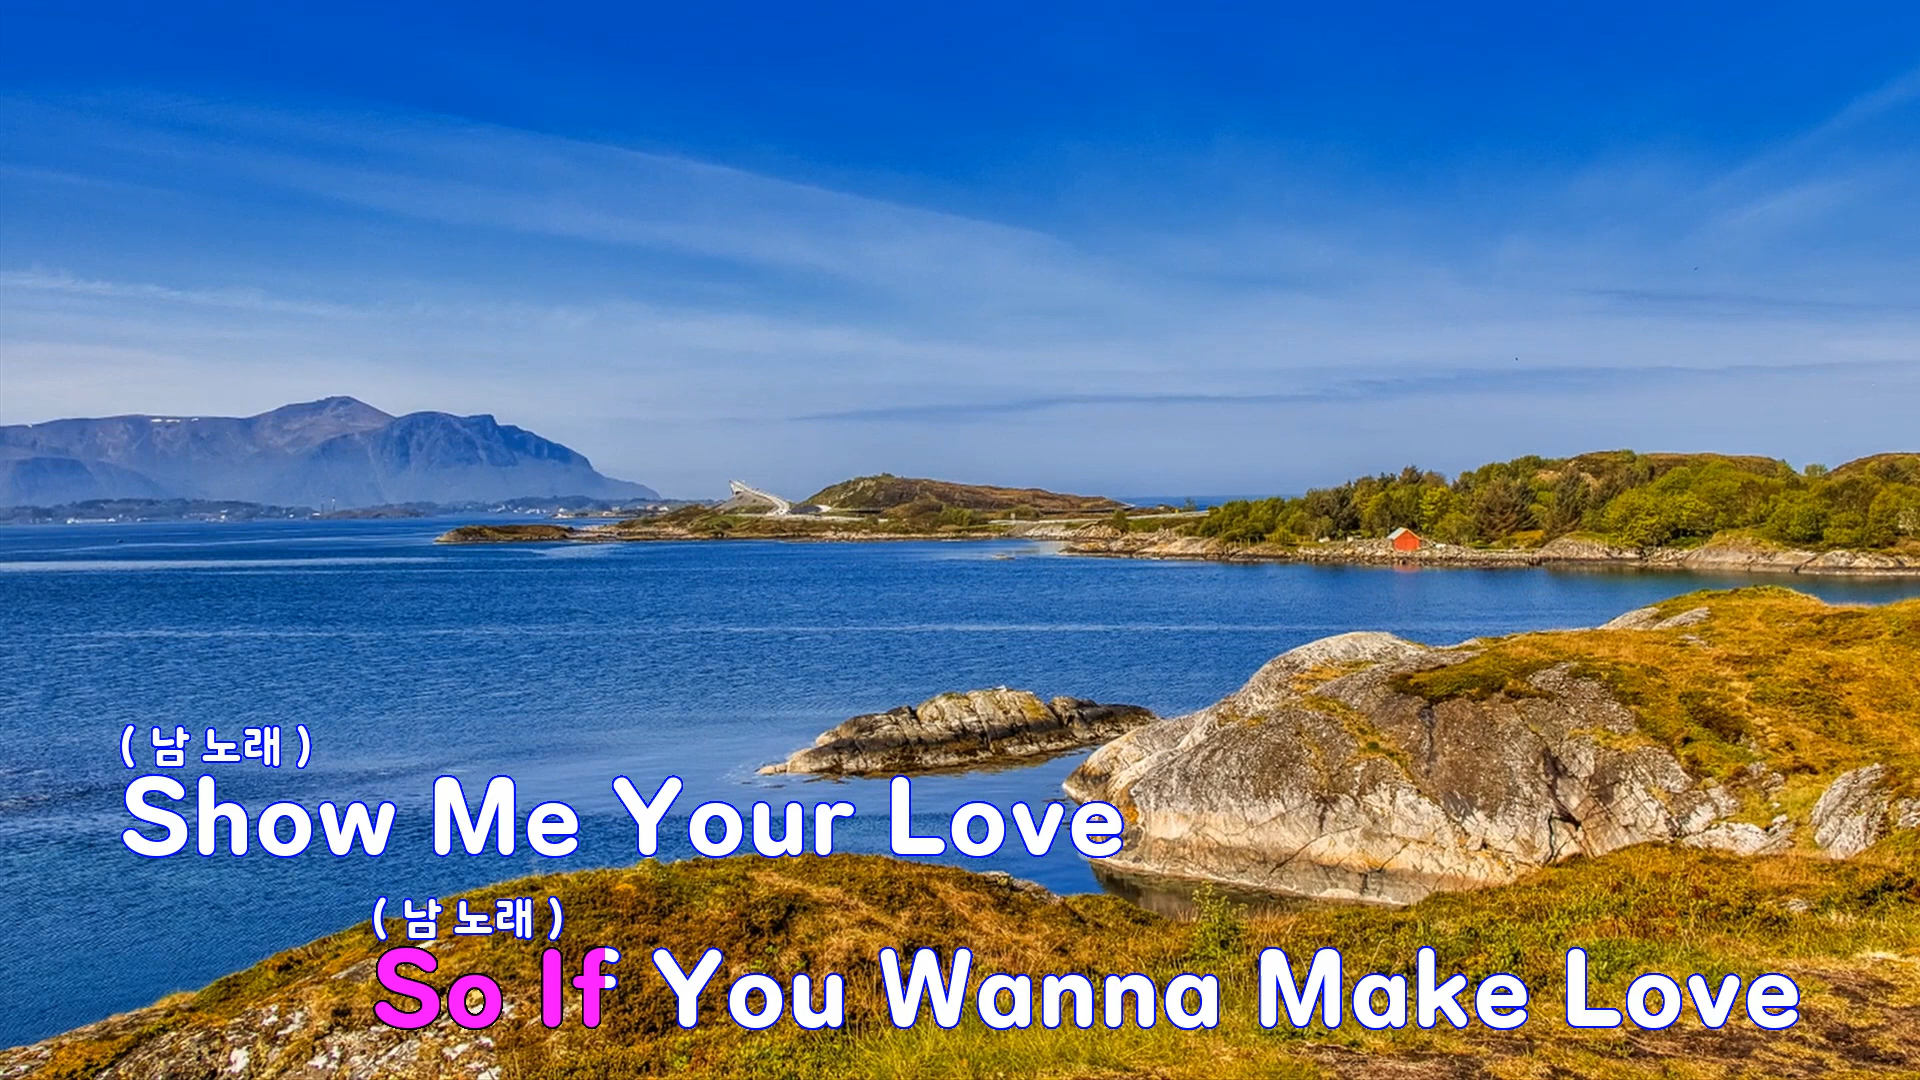 ( 남 노래 )
Show Me Your Love
( 남 노래 )
So If You Wanna Make Love